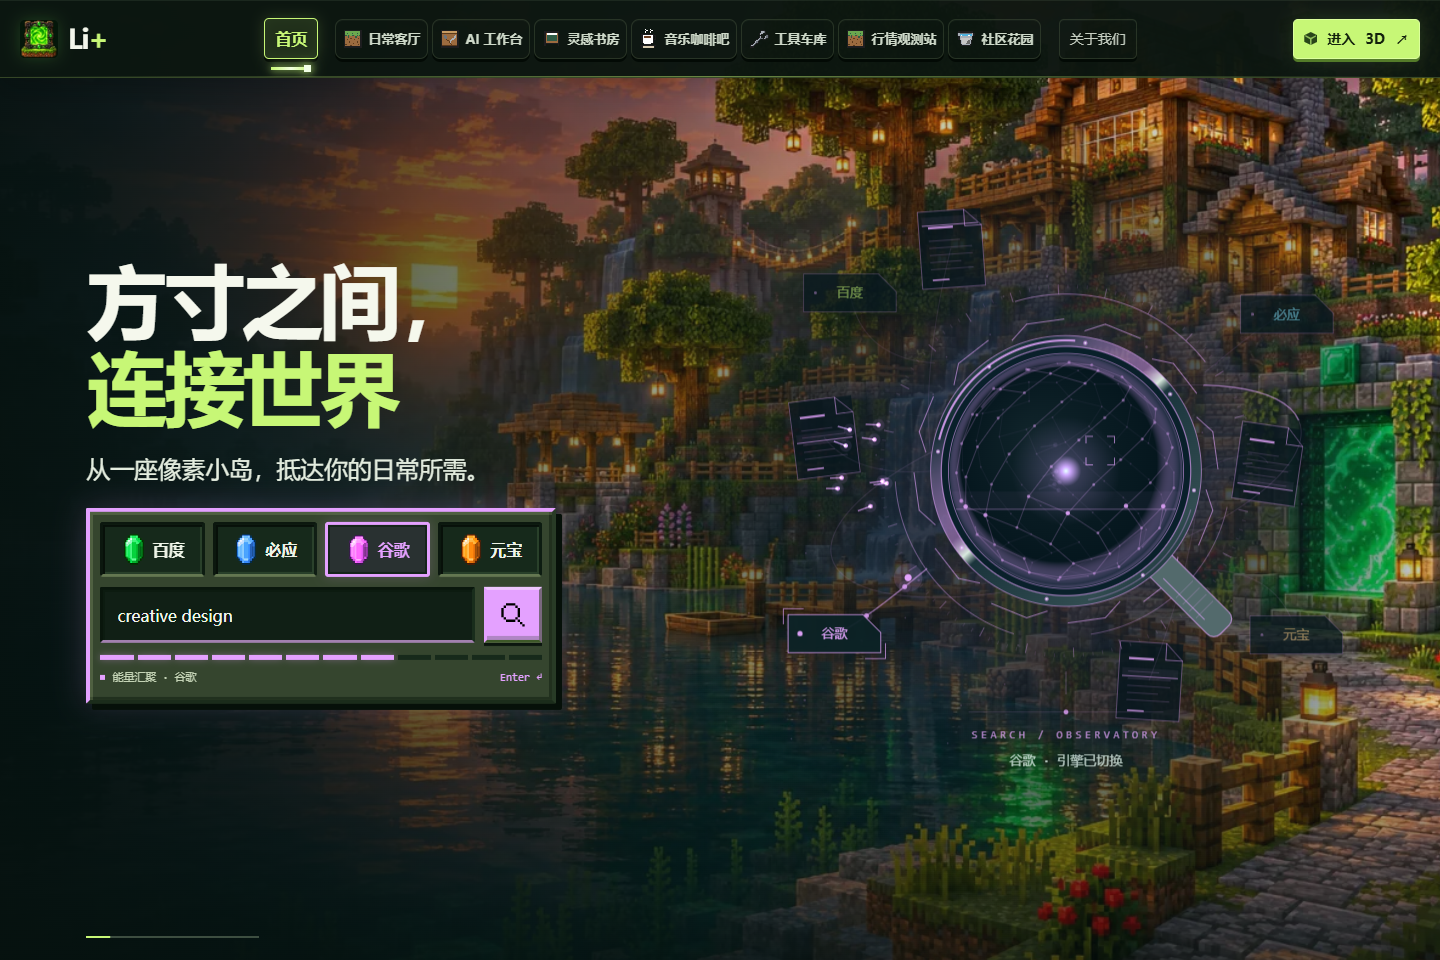 Li+
首页
日常客厅
AI 工作台
灵感书房
音乐咖啡吧
工具车库
行情观测站
社区花园
关于我们
进入 3D ↗
方寸之间，
连接世界
从一座像素小岛，抵达你的日常所需。
百度
必应
谷歌
元宝
creative design
能量汇聚 · 谷歌
Enter ↵
百度
必应
谷歌
元宝
SEARCH / OBSERVATORY
谷歌 · 引擎已切换